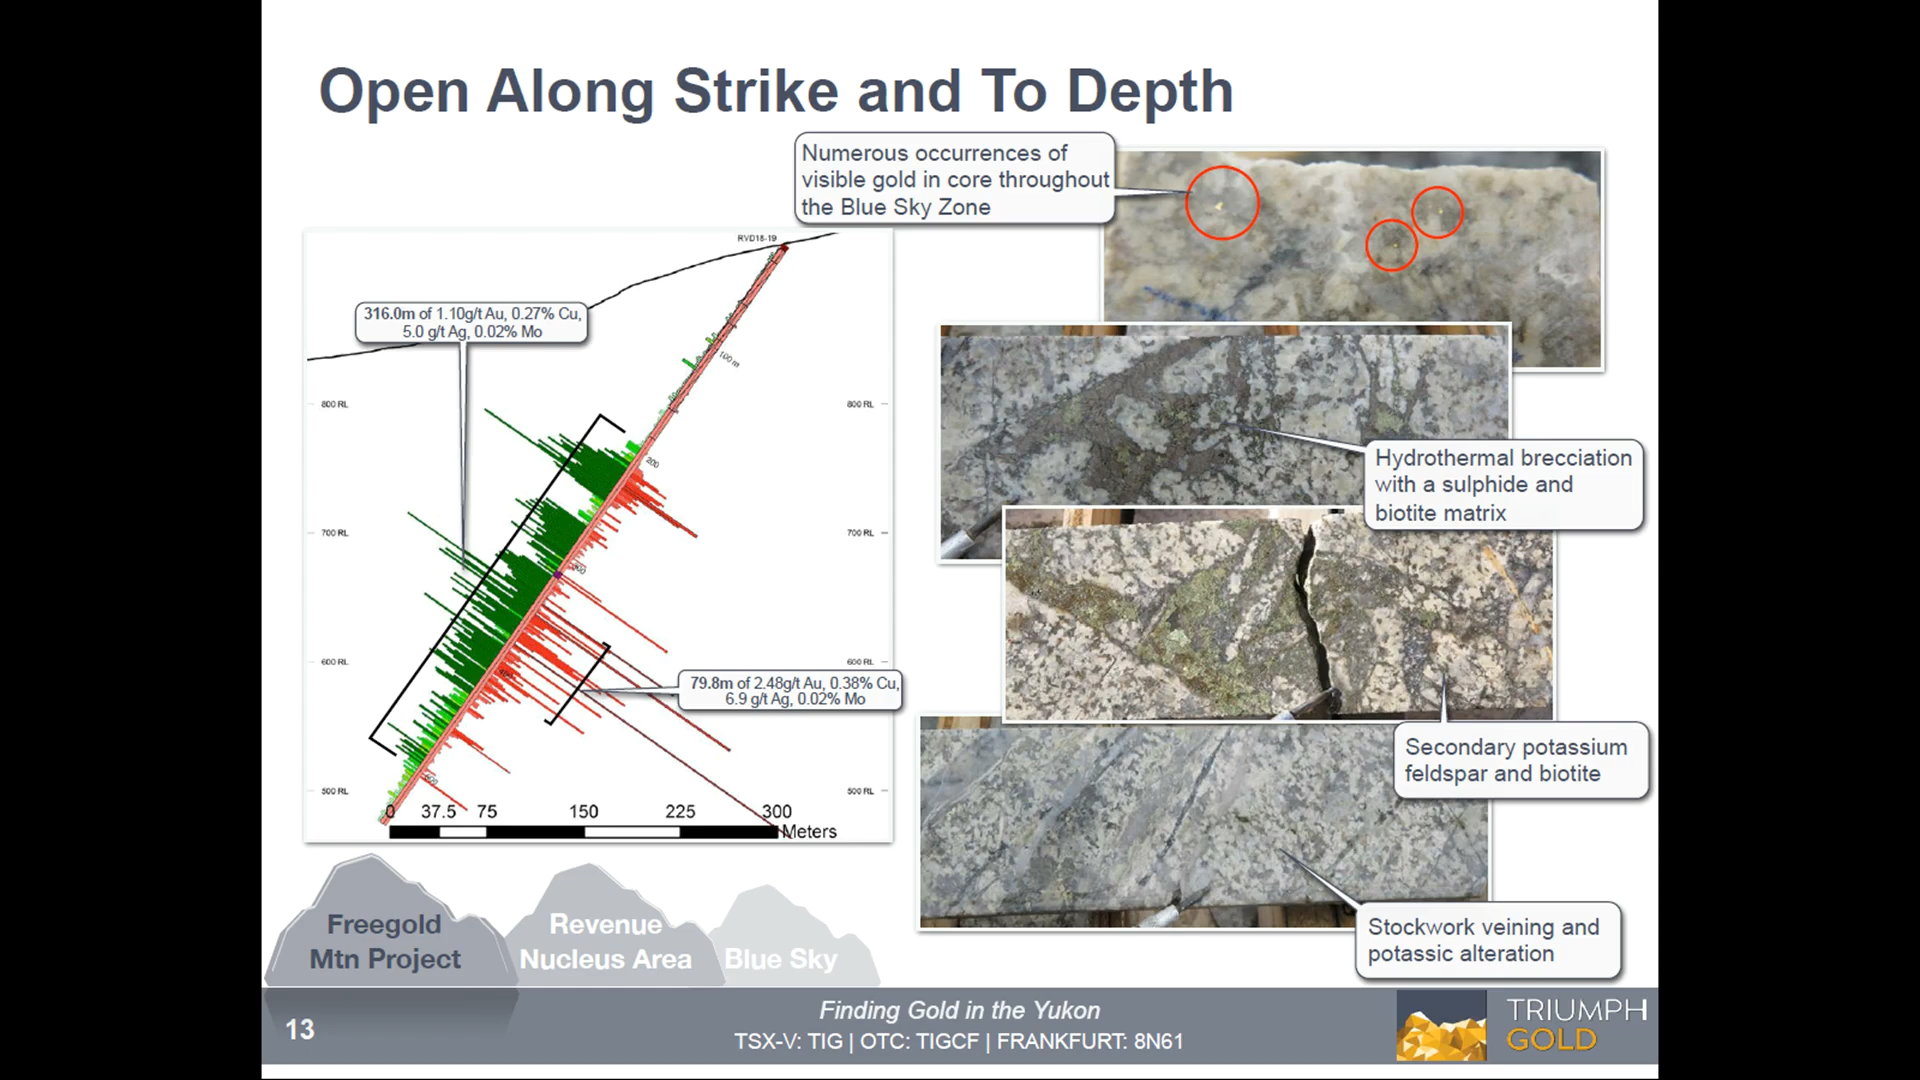 Open Along Strike and To Depth
Numerous occurrences of
visible gold in core throughout
the Blue Sky Zone
RVD18-19
316.0m of 1.10g/t Au, 0.27% Cu,
5.0 g/t Ag, 0.02% Mo
100 m
800 RL
800 RL
Hydrothermal brecciation
with a sulphide and
biotite matrix
200
700 RL
700 RL
600 RL
600 RL
79.8m of 2.48g/t Au, 0.38% Cu,
6.9 g/t Ag, 0.02% Mo
Secondary potassium
feldspar and biotite
500 RL
500 RL
0 37.5 75 150 225 300
Meters
Stockwork veining and
potassic alteration
Freegold
Mtn Project
Revenue
Nucleus Area
Blue Sky
13
Finding Gold in the Yukon
TSX-V: TIG | OTC: TIGCF | FRANKFURT: 8N61
TRIUMPH
GOLD